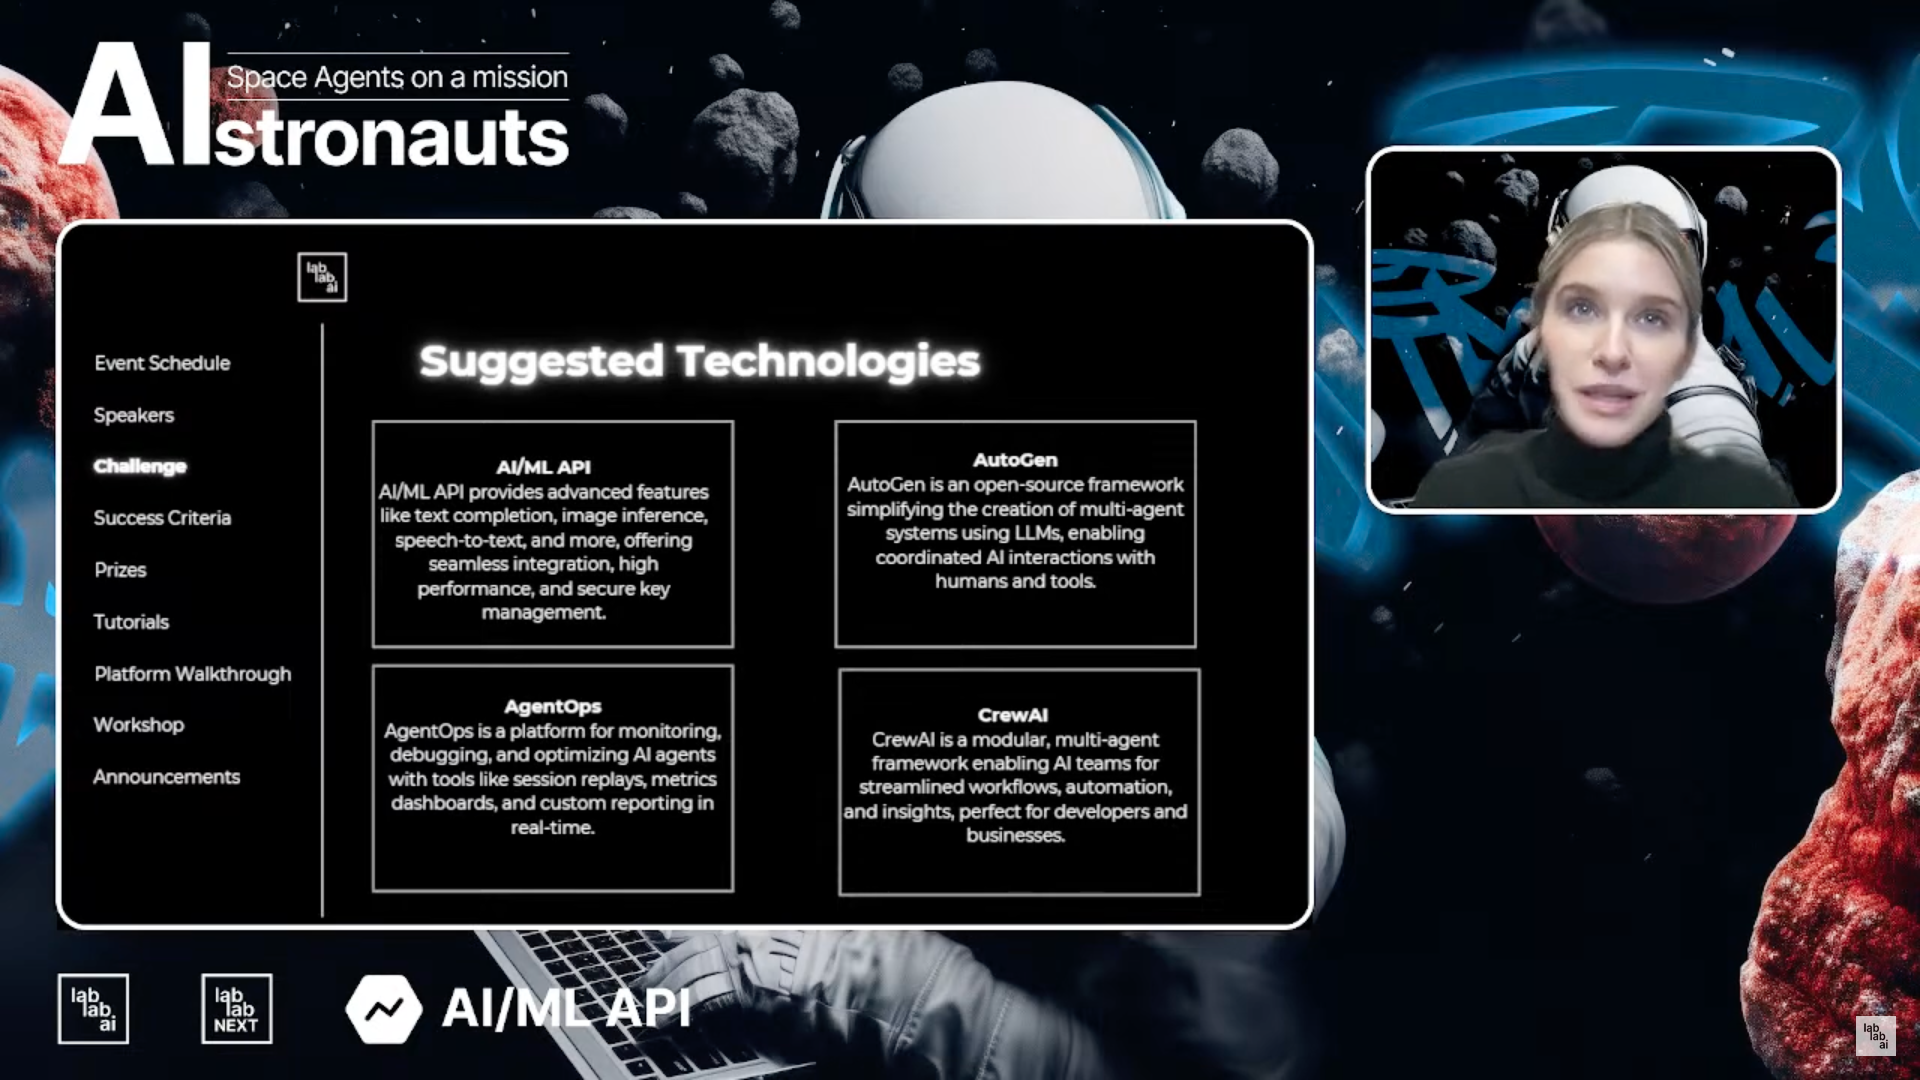 AIstronauts
Space Agents on a mission
lab
lab
ai
Event Schedule
Speakers
Challenge
Success Criteria
Prizes
Tutorials
Platform Walkthrough
Workshop
Announcements
Suggested Technologies
AI/ML API
AI/ML API provides advanced features
like text completion, image inference,
speech-to-text, and more, offering
seamless integration, high
performance, and secure key
management.
AutoGen
AutoGen is an open-source framework
simplifying the creation of multi-agent
systems using LLMs, enabling
coordinated AI interactions with
humans and tools.
AgentOps
AgentOps is a platform for monitoring,
debugging, and optimizing AI agents
with tools like session replays, metrics
dashboards, and custom reporting in
real-time.
CrewAI
CrewAI is a modular, multi-agent
framework enabling AI teams for
streamlined workflows, automation,
and insights, perfect for developers and
businesses.
lab
lab
ai
lab
lab
NEXT
AI/ML API
lab
lab
ai